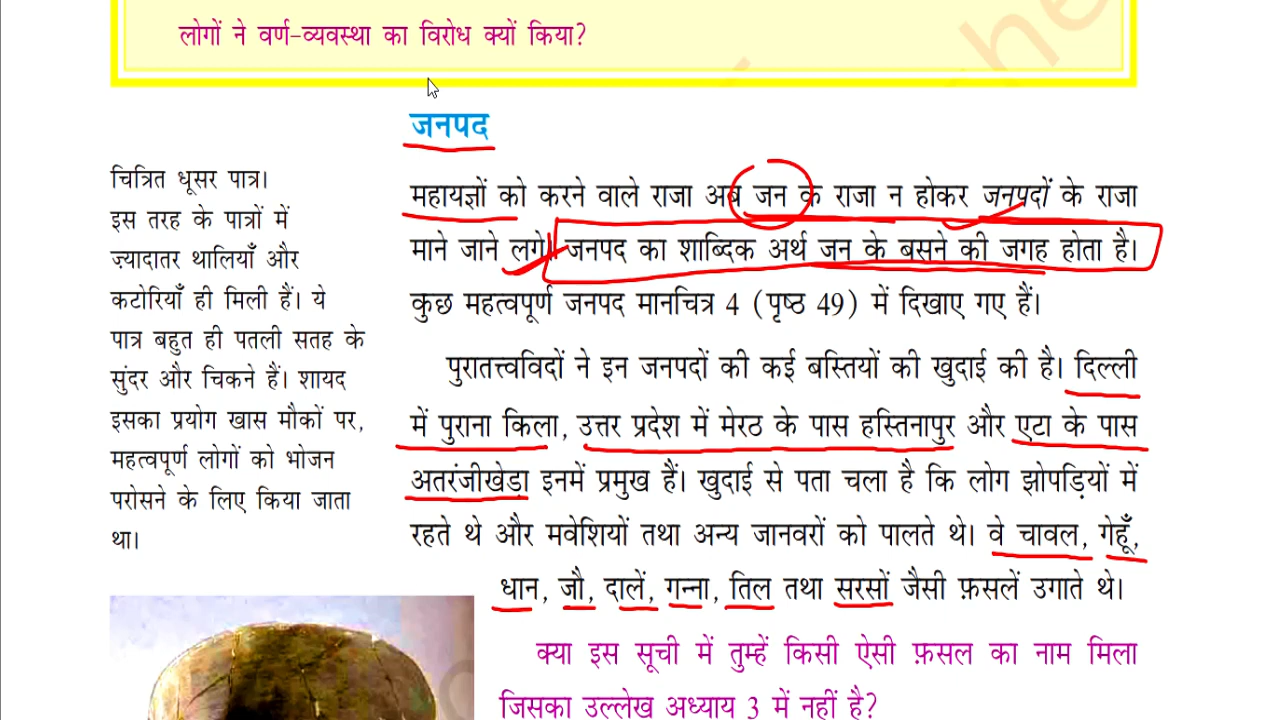 लोगों ने वर्ण-व्यवस्था का विरोध क्यों किया?
जनपद
महायज्ञों को करने वाले राजा अब जन के राजा न होकर जनपदों के राजा
माने जाने लगे। जनपद का शाब्दिक अर्थ जन के बसने की जगह होता है।
कुछ महत्वपूर्ण जनपद मानचित्र 4 (पृष्ठ 49) में दिखाए गए हैं।
पुरातत्त्वविदों ने इन जनपदों की कई बस्तियों की खुदाई की है। दिल्ली
में पुराना किला, उत्तर प्रदेश में मेरठ के पास हस्तिनापुर और एटा के पास
अतरंजीखेड़ा इनमें प्रमुख हैं। खुदाई से पता चला है कि लोग झोपड़ियों में
रहते थे और मवेशियों तथा अन्य जानवरों को पालते थे। वे चावल, गेहूँ,
धान, जौ, दालें, गन्ना, तिल तथा सरसों जैसी फ़सलें उगाते थे।
क्या इस सूची में तुम्हें किसी ऐसी फ़सल का नाम मिला
जिसका उल्लेख अध्याय 3 में नहीं है?
चित्रित धूसर पात्र।
इस तरह के पात्रों में
ज़्यादातर थालियाँ और
कटोरियाँ ही मिली हैं। ये
पात्र बहुत ही पतली सतह के
सुंदर और चिकने हैं। शायद
इसका प्रयोग खास मौकों पर,
महत्वपूर्ण लोगों को भोजन
परोसने के लिए किया जाता
था।